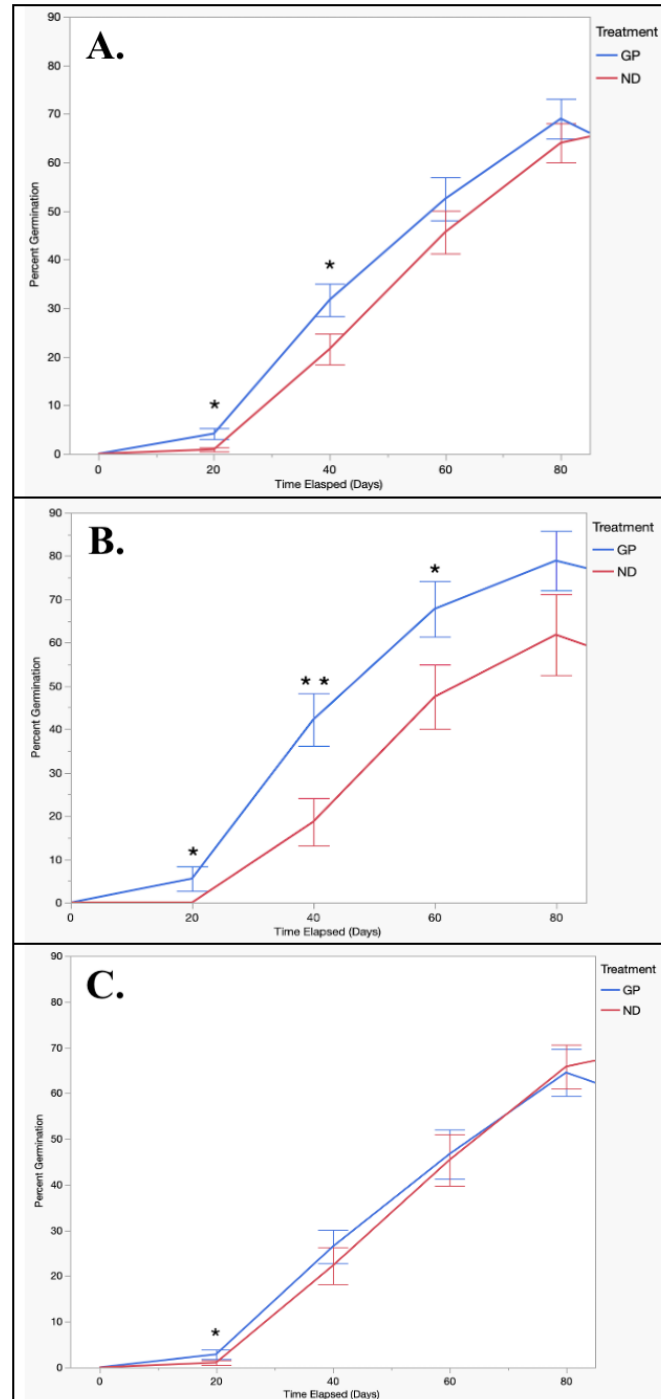 A.
Treatment
GP
ND
Percent Germination
90
80
70
60
50
40
30
20
10
0
*
*
0 20 40 60 80
Time Elapsed (Days)
B.
Treatment
GP
ND
Percent Germination
90
80
70
60
50
40
30
20
10
0
*
* *
*
0 20 40 60 80
Time Elapsed (Days)
C.
Treatment
GP
ND
Percent Germination
90
80
70
60
50
40
30
20
10
0
*
0 20 40 60 80
Time Elapsed (Days)